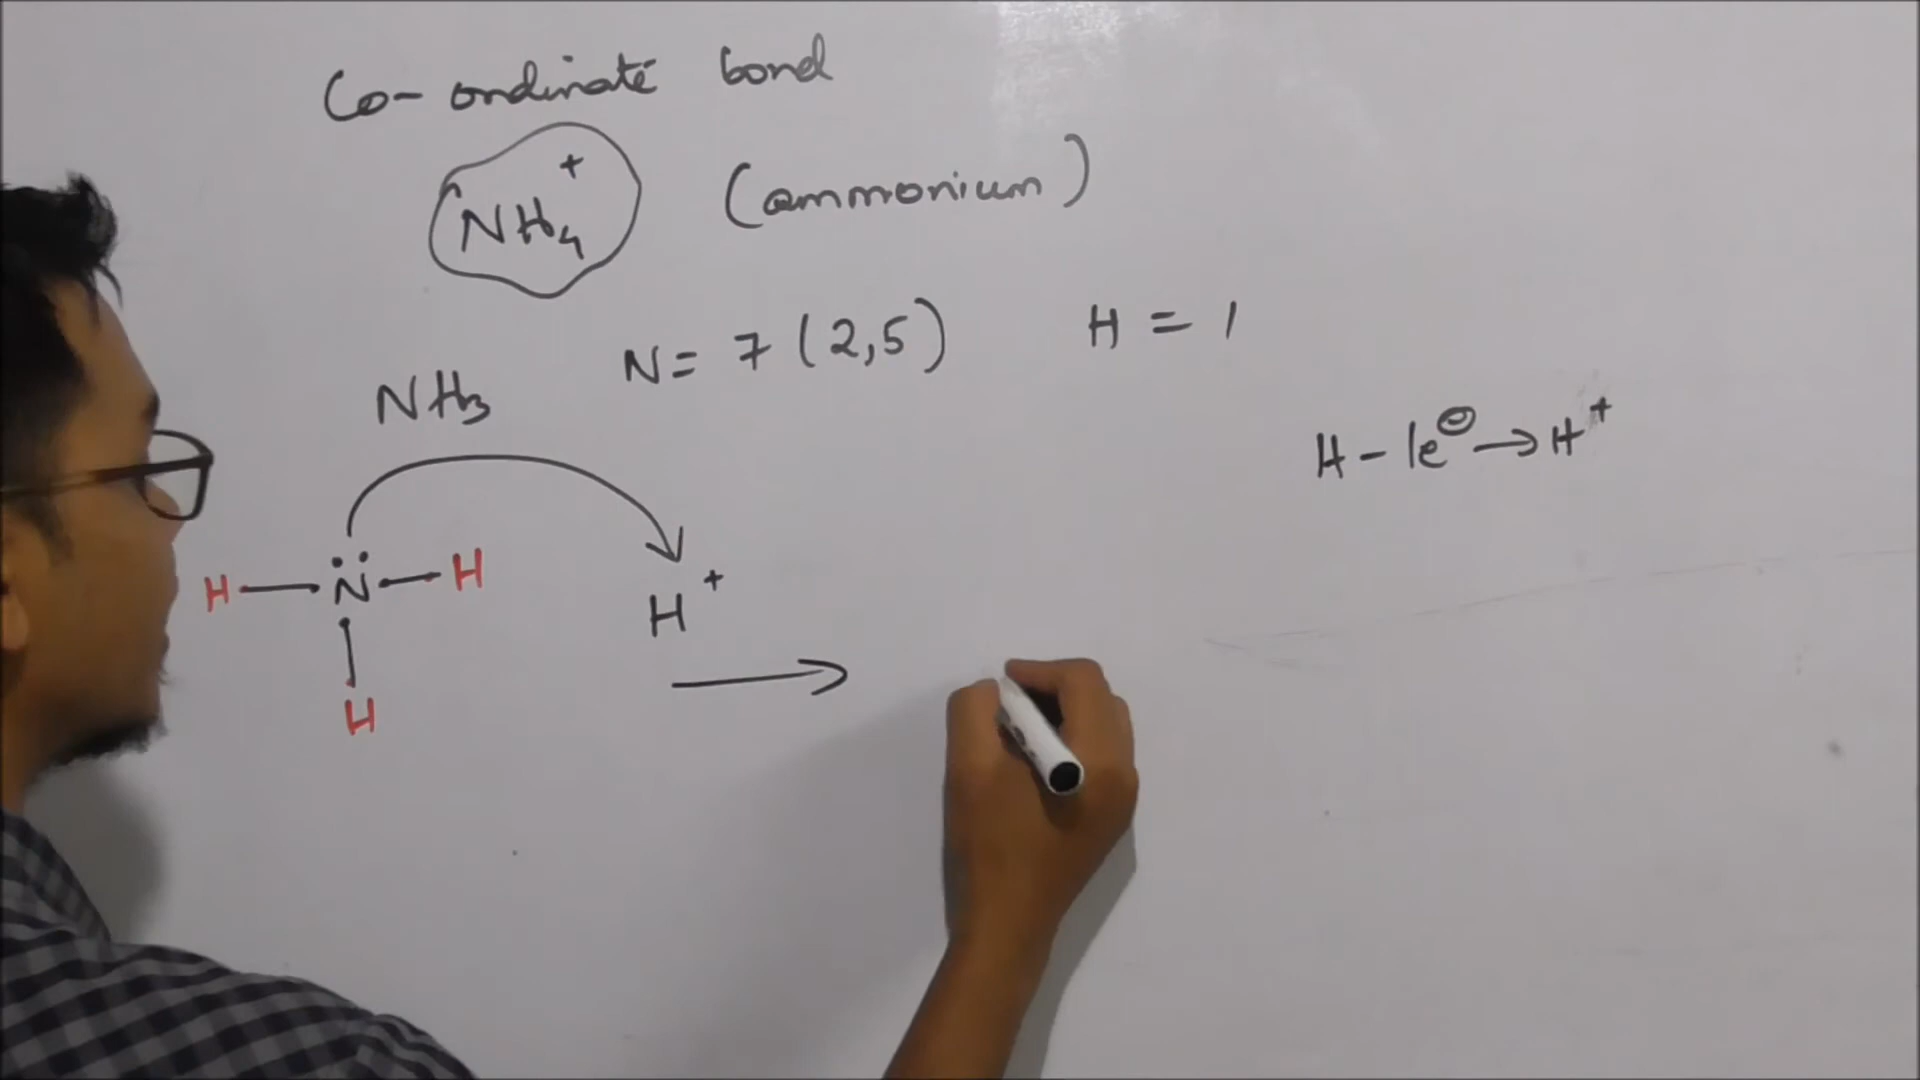 Co-ordinate bond
NH₄⁺ (ammonium)
N = 7 (2,5) H = 1
NH₃
H - 1e⊖ → H⁺
H — N̈ — H
H⁺
→
|
H